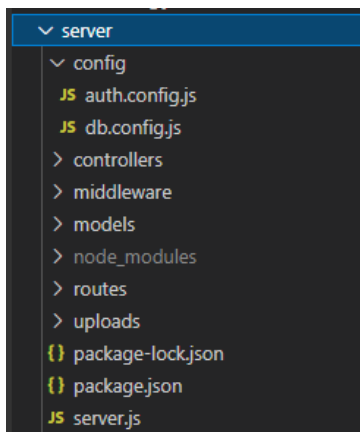 server
config
JS auth.config.js
JS db.config.js
controllers
middleware
models
node_modules
routes
uploads
{} package-lock.json
{} package.json
JS server.js